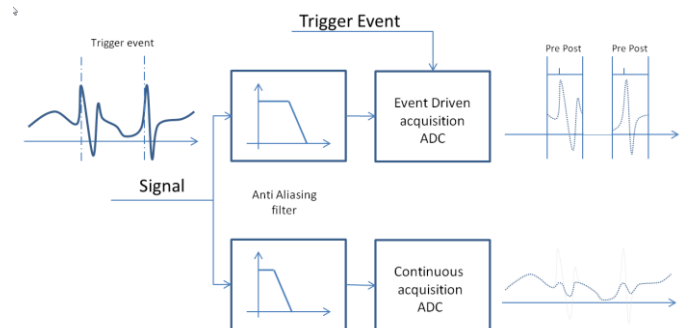 Trigger Event
Trigger event
Pre Post
Pre Post
Event Driven
acquisition
ADC
Signal
Anti Aliasing
filter
Continuous
acquisition
ADC